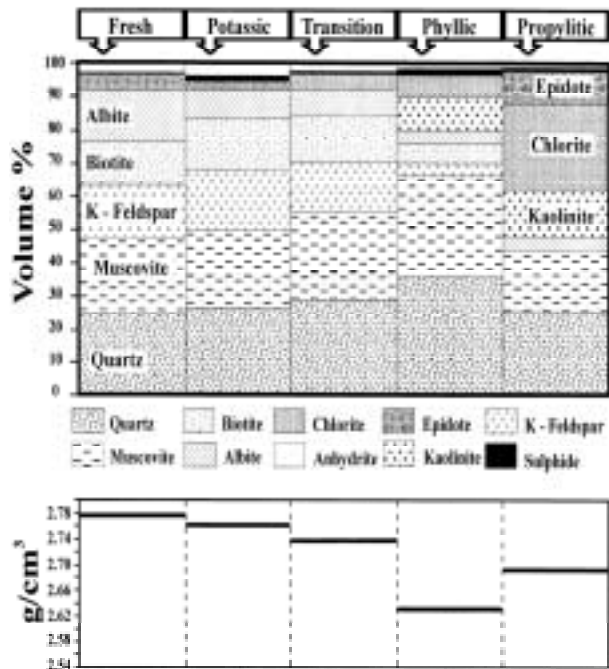 Fresh Potassic Transition Phyllic Propylitic
100
90
80
70
60
50
40
30
20
10
0
Volume %
Albite
Biotite
K - Feldspar
Muscovite
Quartz
Epidote
Chlorite
Kaolinite
Quartz Biotite Chlorite Epidote K - Feldspar
Muscovite Albite Anhydrite Kaolinite Sulphide
2.78
2.74
2.70
2.66
2.62
2.58
2.54
g/cm³